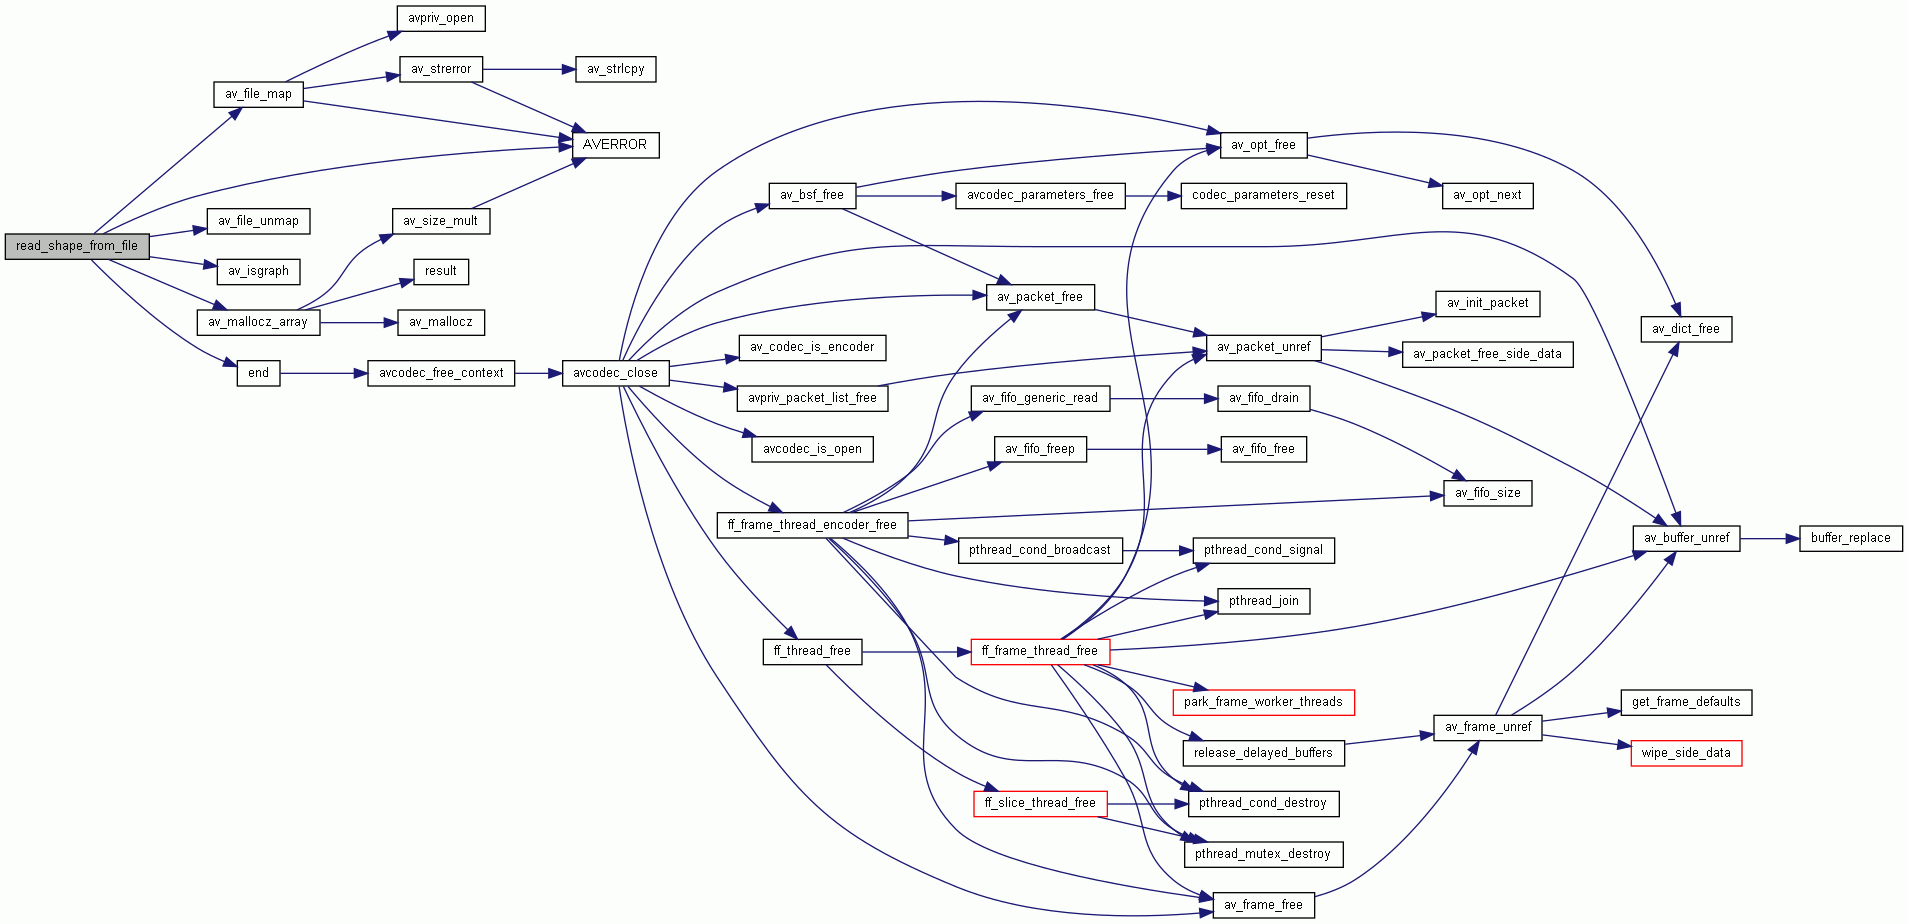 avpriv_open
av_strerror
av_strlcpy
av_file_map
AVERROR
av_opt_free
av_bsf_free
avcodec_parameters_free
codec_parameters_reset
av_opt_next
av_file_unmap
av_size_mult
read_shape_from_file
av_isgraph
result
av_packet_free
av_init_packet
av_mallocz_array
av_mallocz
av_dict_free
av_codec_is_encoder
av_packet_unref
av_packet_free_side_data
end
avcodec_free_context
avcodec_close
avpriv_packet_list_free
av_fifo_generic_read
av_fifo_drain
avcodec_is_open
av_fifo_freep
av_fifo_free
av_fifo_size
ff_frame_thread_encoder_free
av_buffer_unref
buffer_replace
pthread_cond_broadcast
pthread_cond_signal
pthread_join
ff_thread_free
ff_frame_thread_free
park_frame_worker_threads
get_frame_defaults
av_frame_unref
release_delayed_buffers
wipe_side_data
ff_slice_thread_free
pthread_cond_destroy
pthread_mutex_destroy
av_frame_free